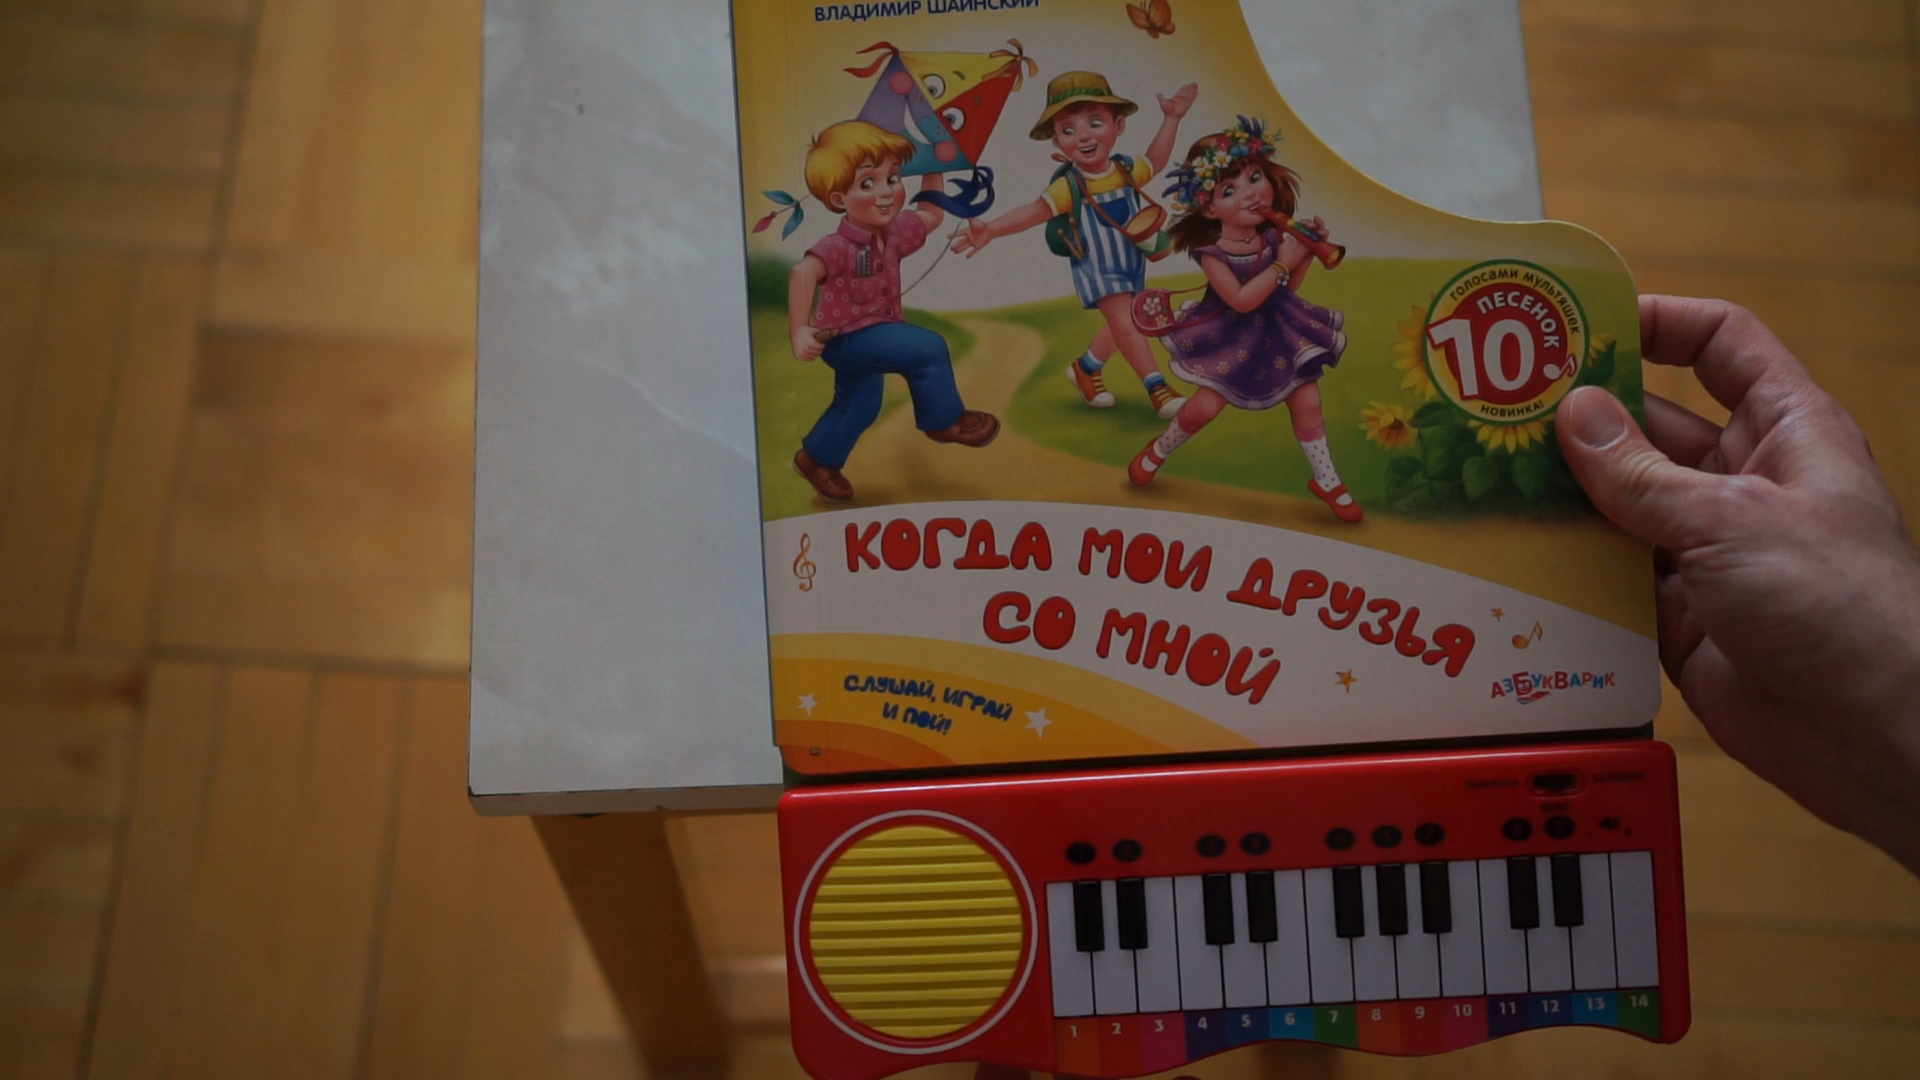 ВЛАДИМИР ШАИНСКИЙ
ГОЛОСАМИ МУЛЬТЯШЕК
ПЕСЕНОК
10
НОВИНКА!
КОГДА МОИ ДРУЗЬЯ
СО МНОЙ
СЛУШАЙ, ИГРАЙ
И ПОЙ!
АЗБУКВАРИК
1 2 3 4 5 6 7 8 9 10 11 12 13 14